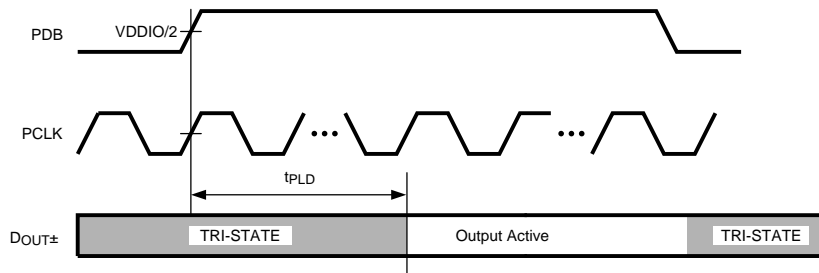 PDB
VDDIO/2
PCLK
tPLD
DOUT±
TRI-STATE
Output Active
TRI-STATE